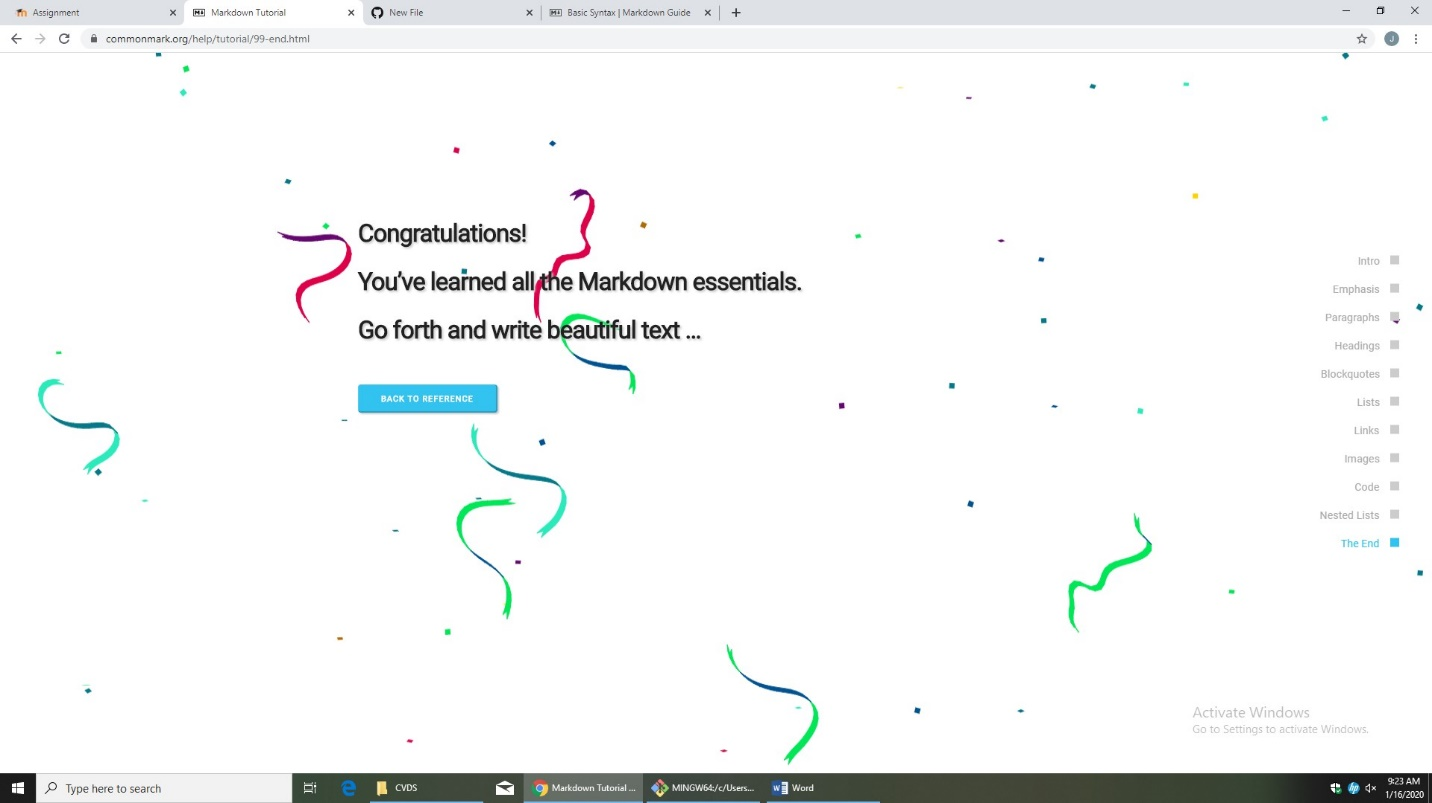 Assignment
Markdown Tutorial
New File
Basic Syntax | Markdown Guide
commonmark.org/help/tutorial/99-end.html
J
Congratulations!
You've learned all the Markdown essentials.
Go forth and write beautiful text ...
BACK TO REFERENCE
Intro
Emphasis
Paragraphs
Headings
Blockquotes
Lists
Links
Images
Code
Nested Lists
The End
Activate Windows
Go to Settings to activate Windows.
Type here to search
CVDS
Markdown Tutorial ...
MINGW64:/c/Users...
Word
9:23 AM
1/16/2020